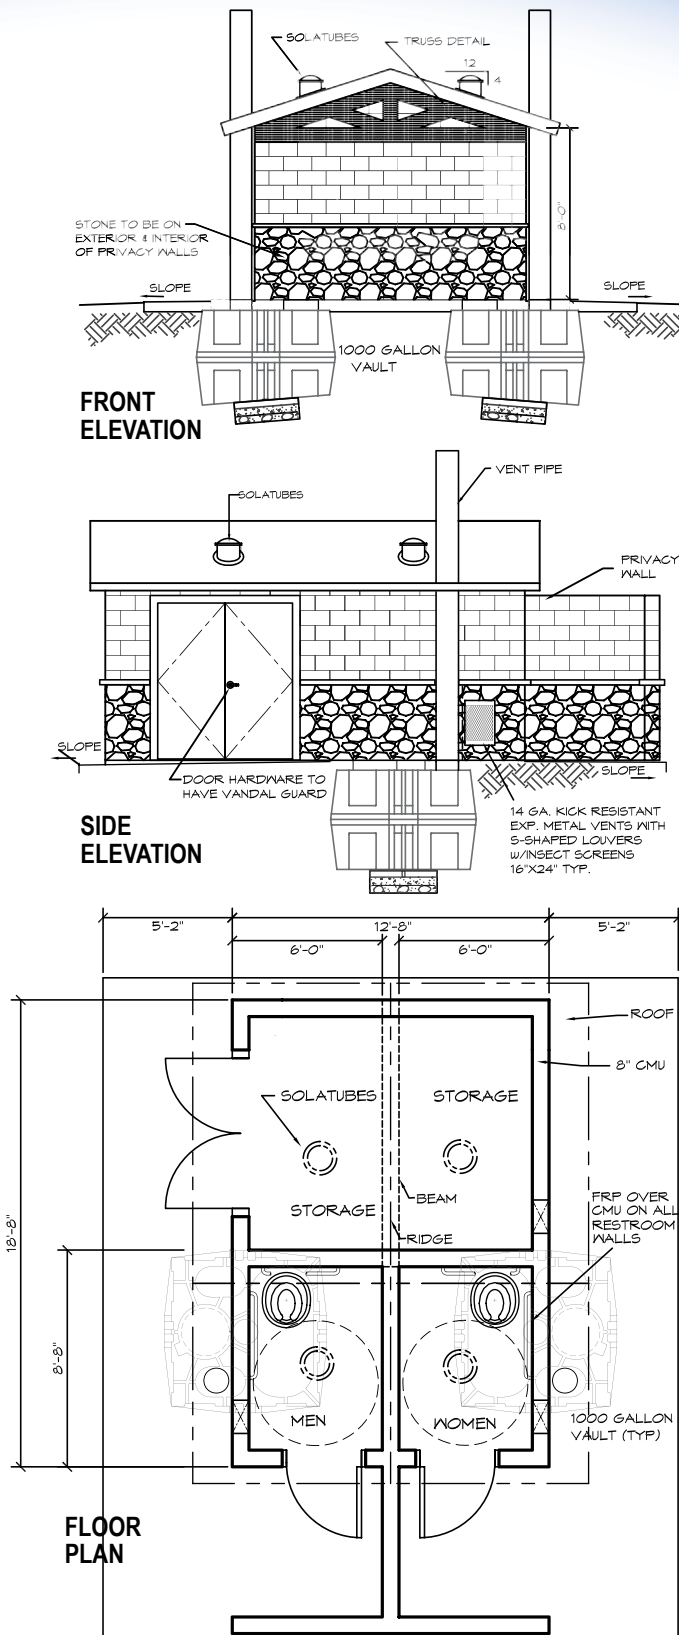 SOLATUBES
TRUSS DETAIL
12
4
STONE TO BE ON
EXTERIOR & INTERIOR
OF PRIVACY WALLS
8'-0"
SLOPE
SLOPE
1000 GALLON
VAULT
FRONT
ELEVATION
VENT PIPE
SOLATUBES
PRIVACY
WALL
SLOPE
DOOR HARDWARE TO
HAVE VANDAL GUARD
SLOPE
14 GA. KICK RESISTANT
EXP. METAL VENTS WITH
S-SHAPED LOUVERS
W/INSECT SCREENS
16"X24" TYP.
SIDE
ELEVATION
5'-2"
12'-8"
5'-2"
6'-0"
6'-0"
ROOF
8" CMU
SOLATUBES
STORAGE
BEAM
STORAGE
RIDGE
FRP OVER
CMU ON ALL
RESTROOM
WALLS
18'-8"
8'-8"
MEN
WOMEN
1000 GALLON
VAULT (TYP)
FLOOR
PLAN